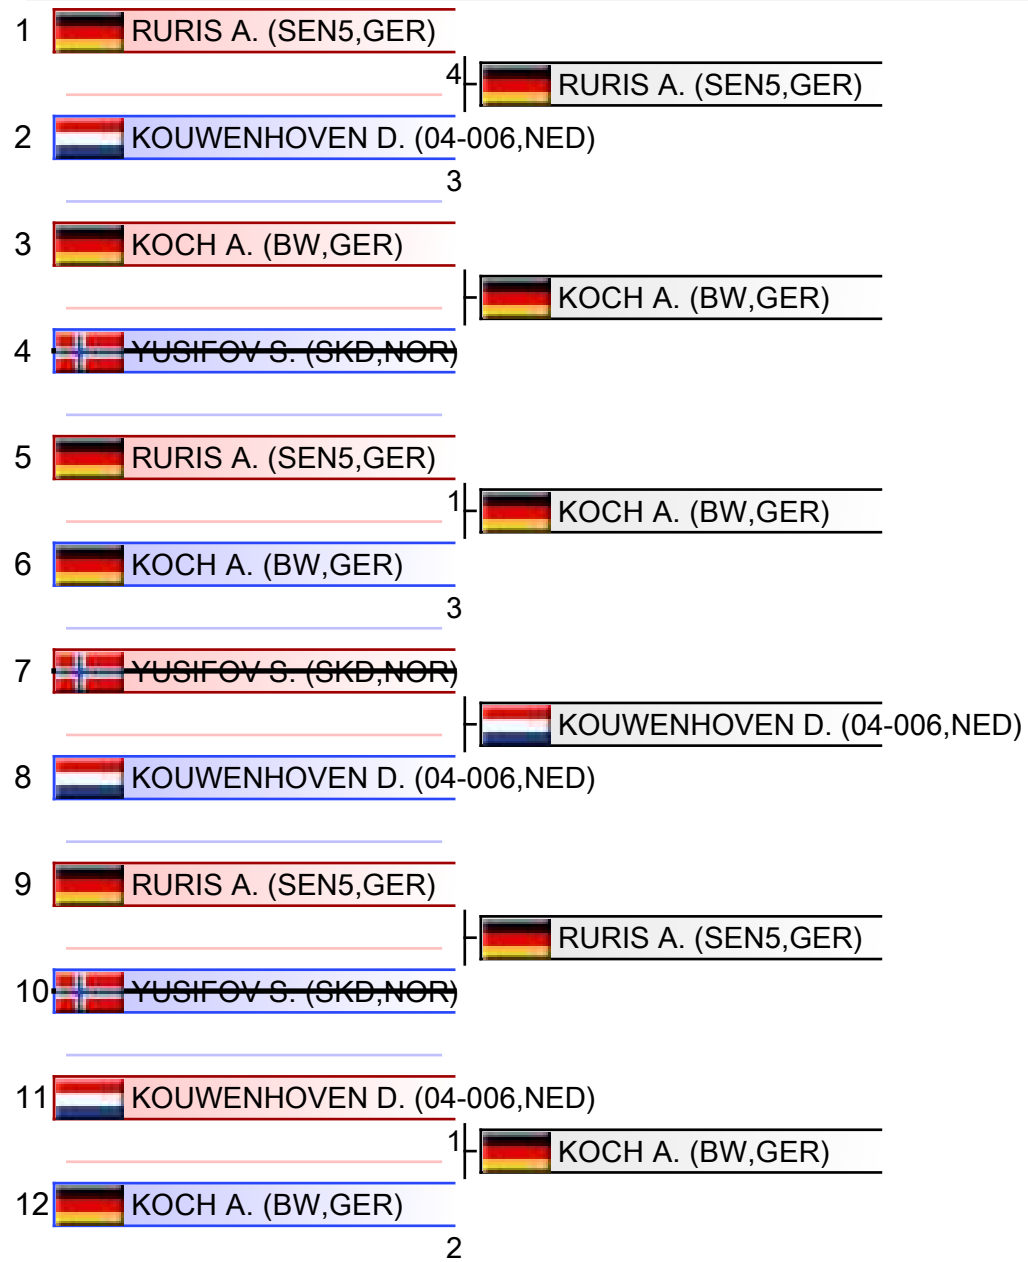 1 RURIS A. (SEN5,GER)
4 RURIS A. (SEN5,GER)
2 KOUWENHOVEN D. (04-006,NED)
3
3 KOCH A. (BW,GER)
KOCH A. (BW,GER)
4 YUSIFOV S. (SKD,NOR)
5 RURIS A. (SEN5,GER)
1 KOCH A. (BW,GER)
6 KOCH A. (BW,GER)
3
7 YUSIFOV S. (SKD,NOR)
KOUWENHOVEN D. (04-006,NED)
8 KOUWENHOVEN D. (04-006,NED)
9 RURIS A. (SEN5,GER)
RURIS A. (SEN5,GER)
10 YUSIFOV S. (SKD,NOR)
11 KOUWENHOVEN D. (04-006,NED)
1 KOCH A. (BW,GER)
12 KOCH A. (BW,GER)
2